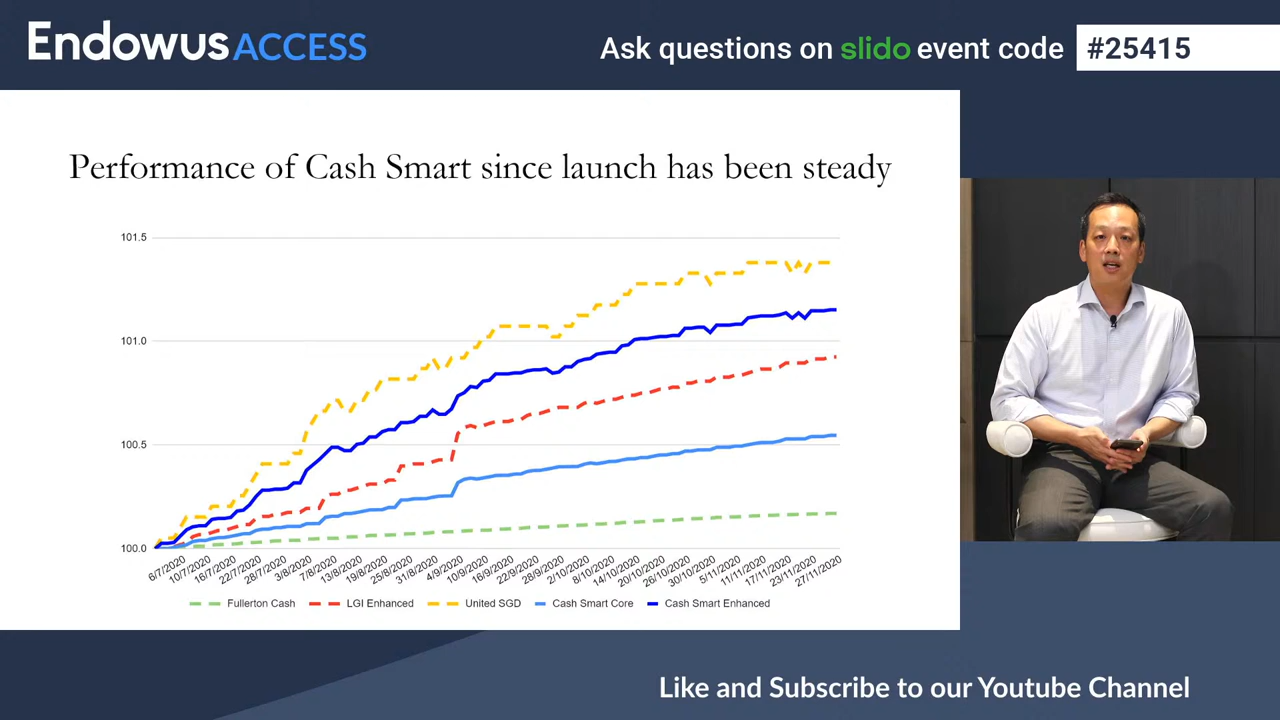 Endowus ACCESS
Ask questions on slido event code #25415
Performance of Cash Smart since launch has been steady
101.5
101.0
100.5
100.0
6/7/2020 10/7/2020 16/7/2020 22/7/2020 28/7/2020 3/8/2020 7/8/2020 13/8/2020 19/8/2020 25/8/2020 31/8/2020 4/9/2020 10/9/2020 16/9/2020 22/9/2020 28/9/2020 2/10/2020 8/10/2020 14/10/2020 20/10/2020 26/10/2020 30/10/2020 5/11/2020 11/11/2020 17/11/2020 23/11/2020 27/11/2020
Fullerton Cash LGI Enhanced United SGD Cash Smart Core Cash Smart Enhanced
Like and Subscribe to our Youtube Channel